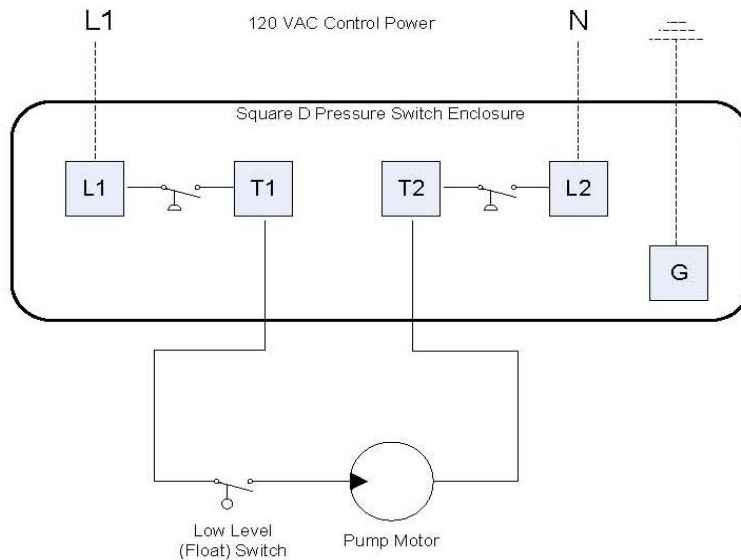 L1 120 VAC Control Power N
Square D Pressure Switch Enclosure
L1 T1 T2 L2
G
Low Level
(Float) Switch
Pump Motor